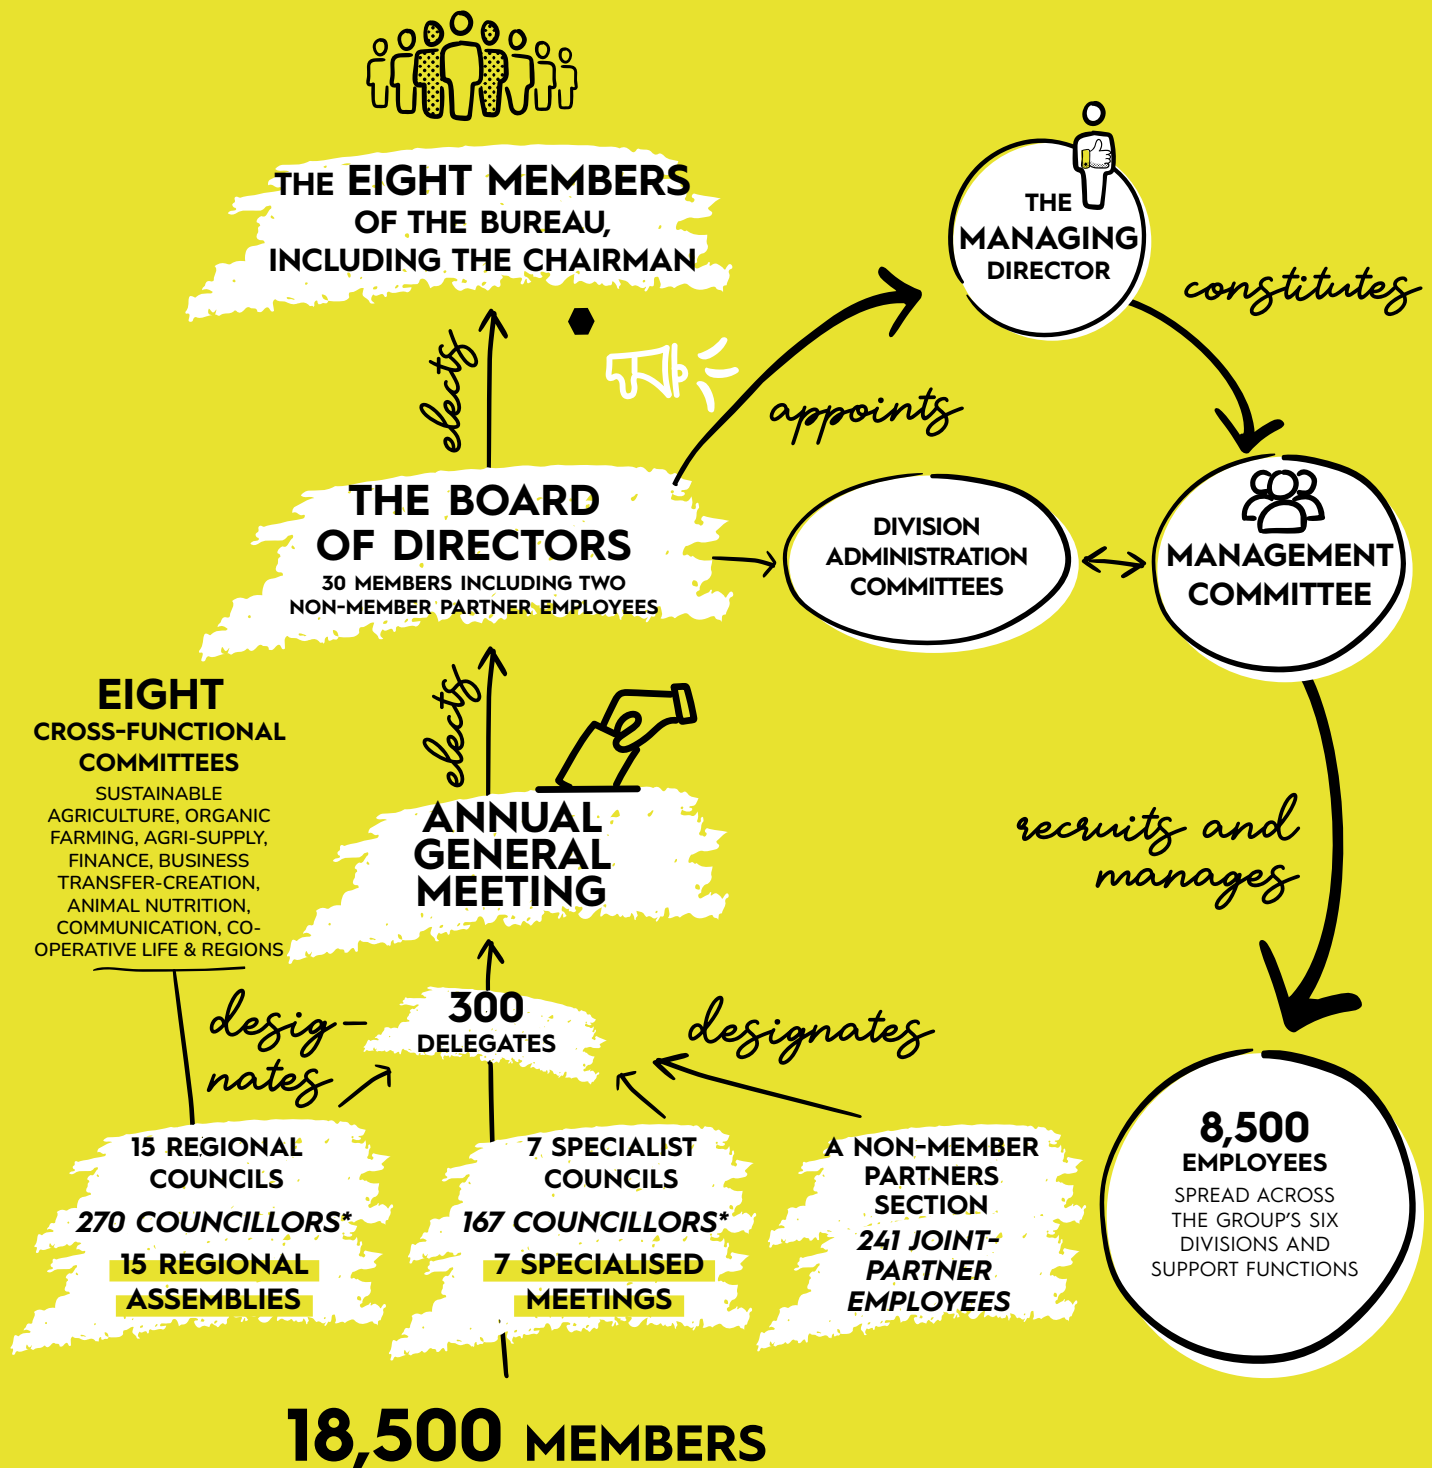 THE EIGHT MEMBERS
OF THE BUREAU,
INCLUDING THE CHAIRMAN
THE
MANAGING
DIRECTOR
constitutes
elects
appoints
THE BOARD
OF DIRECTORS
30 MEMBERS INCLUDING TWO
NON-MEMBER PARTNER EMPLOYEES
DIVISION
ADMINISTRATION
COMMITTEES
MANAGEMENT
COMMITTEE
elects
EIGHT
CROSS-FUNCTIONAL
COMMITTEES
SUSTAINABLE
AGRICULTURE, ORGANIC
FARMING, AGRI-SUPPLY,
FINANCE, BUSINESS
TRANSFER-CREATION,
ANIMAL NUTRITION,
COMMUNICATION, CO-
OPERATIVE LIFE & REGIONS
ANNUAL
GENERAL
MEETING
recruits and
manages
desig-
nates
300
DELEGATES
designates
15 REGIONAL
COUNCILS
270 COUNCILLORS*
15 REGIONAL
ASSEMBLIES
7 SPECIALIST
COUNCILS
167 COUNCILLORS*
7 SPECIALISED
MEETINGS
A NON-MEMBER
PARTNERS
SECTION
241 JOINT-
PARTNER
EMPLOYEES
8,500
EMPLOYEES
SPREAD ACROSS
THE GROUP'S SIX
DIVISIONS AND
SUPPORT FUNCTIONS
18,500 MEMBERS